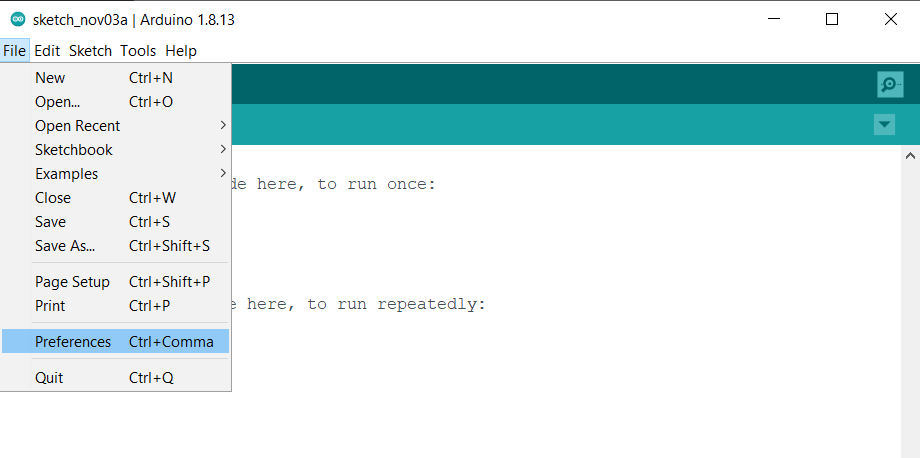 sketch_nov03a | Arduino 1.8.13
File Edit Sketch Tools Help
New Ctrl+N
Open... Ctrl+O
Open Recent
Sketchbook
Examples
Close Ctrl+W
Save Ctrl+S
Save As... Ctrl+Shift+S
Page Setup Ctrl+Shift+P
Print Ctrl+P
Preferences Ctrl+Comma
Quit Ctrl+Q
de here, to run once:
e here, to run repeatedly: